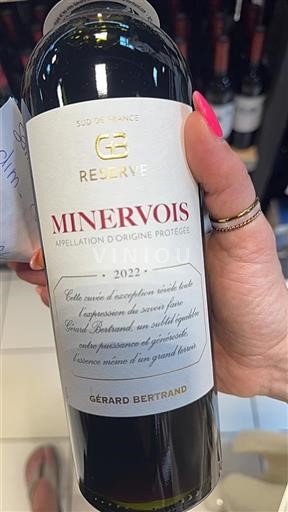 SUD DE FRANCE
GB
RESERVE
MINERVOIS
APPELLATION D'ORIGINE PROTÉGÉE
VINIOU
· 2022 ·
Cette cuvée d'exception révèle toute
l'expression du savoir faire
Gérard Bertrand, un subtil équilibre
entre puissance et générosité,
l'essence même d'un grand terroir.
GÉRARD BERTRAND